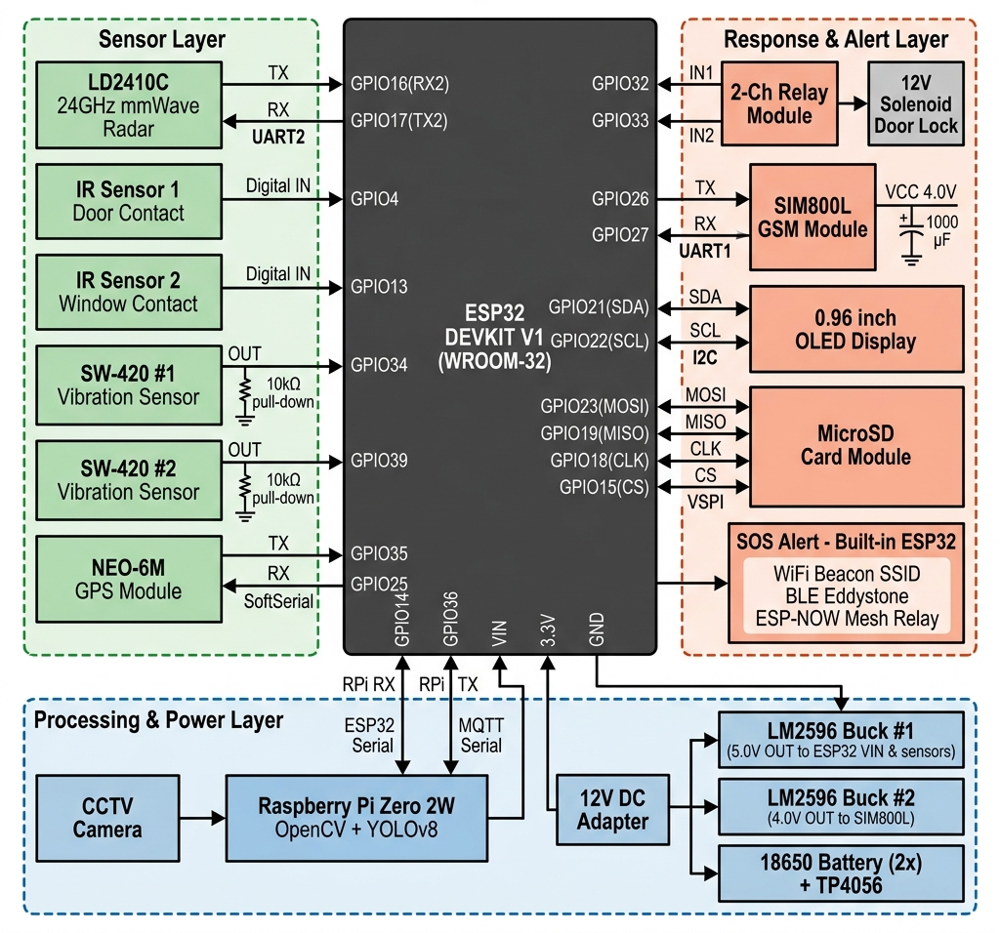 Sensor Layer
LD2410C
24GHz mmWave
Radar
TX
RX
UART2
IR Sensor 1
Door Contact
Digital IN
IR Sensor 2
Window Contact
Digital IN
SW-420 #1
Vibration Sensor
OUT
10kΩ
pull-down
SW-420 #2
Vibration Sensor
OUT
10kΩ
pull-down
NEO-6M
GPS Module
TX
RX
SoftSerial
GPIO16(RX2)
GPIO17(TX2)
GPIO4
GPIO13
GPIO34
GPIO39
GPIO35
GPIO25
ESP32
DEVKIT V1
(WROOM-32)
GPIO32
GPIO33
GPIO26
GPIO27
GPIO21(SDA)
GPIO22(SCL)
GPIO23(MOSI)
GPIO19(MISO)
GPIO18(CLK)
GPIO15(CS)
GPIO14
GPIO36
VIN
3.3V
GND
Response & Alert Layer
IN1
IN2
2-Ch Relay
Module
12V
Solenoid
Door Lock
TX
RX
UART1
SIM800L
GSM Module
VCC 4.0V
+
1000
µF
SDA
SCL
I2C
0.96 inch
OLED Display
MOSI
MISO
CLK
CS
VSPI
MicroSD
Card Module
SOS Alert - Built-in ESP32
WiFi Beacon SSID
BLE Eddystone
ESP-NOW Mesh Relay
Processing & Power Layer
RPi RX
RPi TX
ESP32
Serial
MQTT
Serial
CCTV
Camera
Raspberry Pi Zero 2W
OpenCV + YOLOv8
12V DC
Adapter
LM2596 Buck #1
(5.0V OUT to ESP32 VIN & sensors)
LM2596 Buck #2
(4.0V OUT to SIM800L)
18650 Battery (2x)
+ TP4056